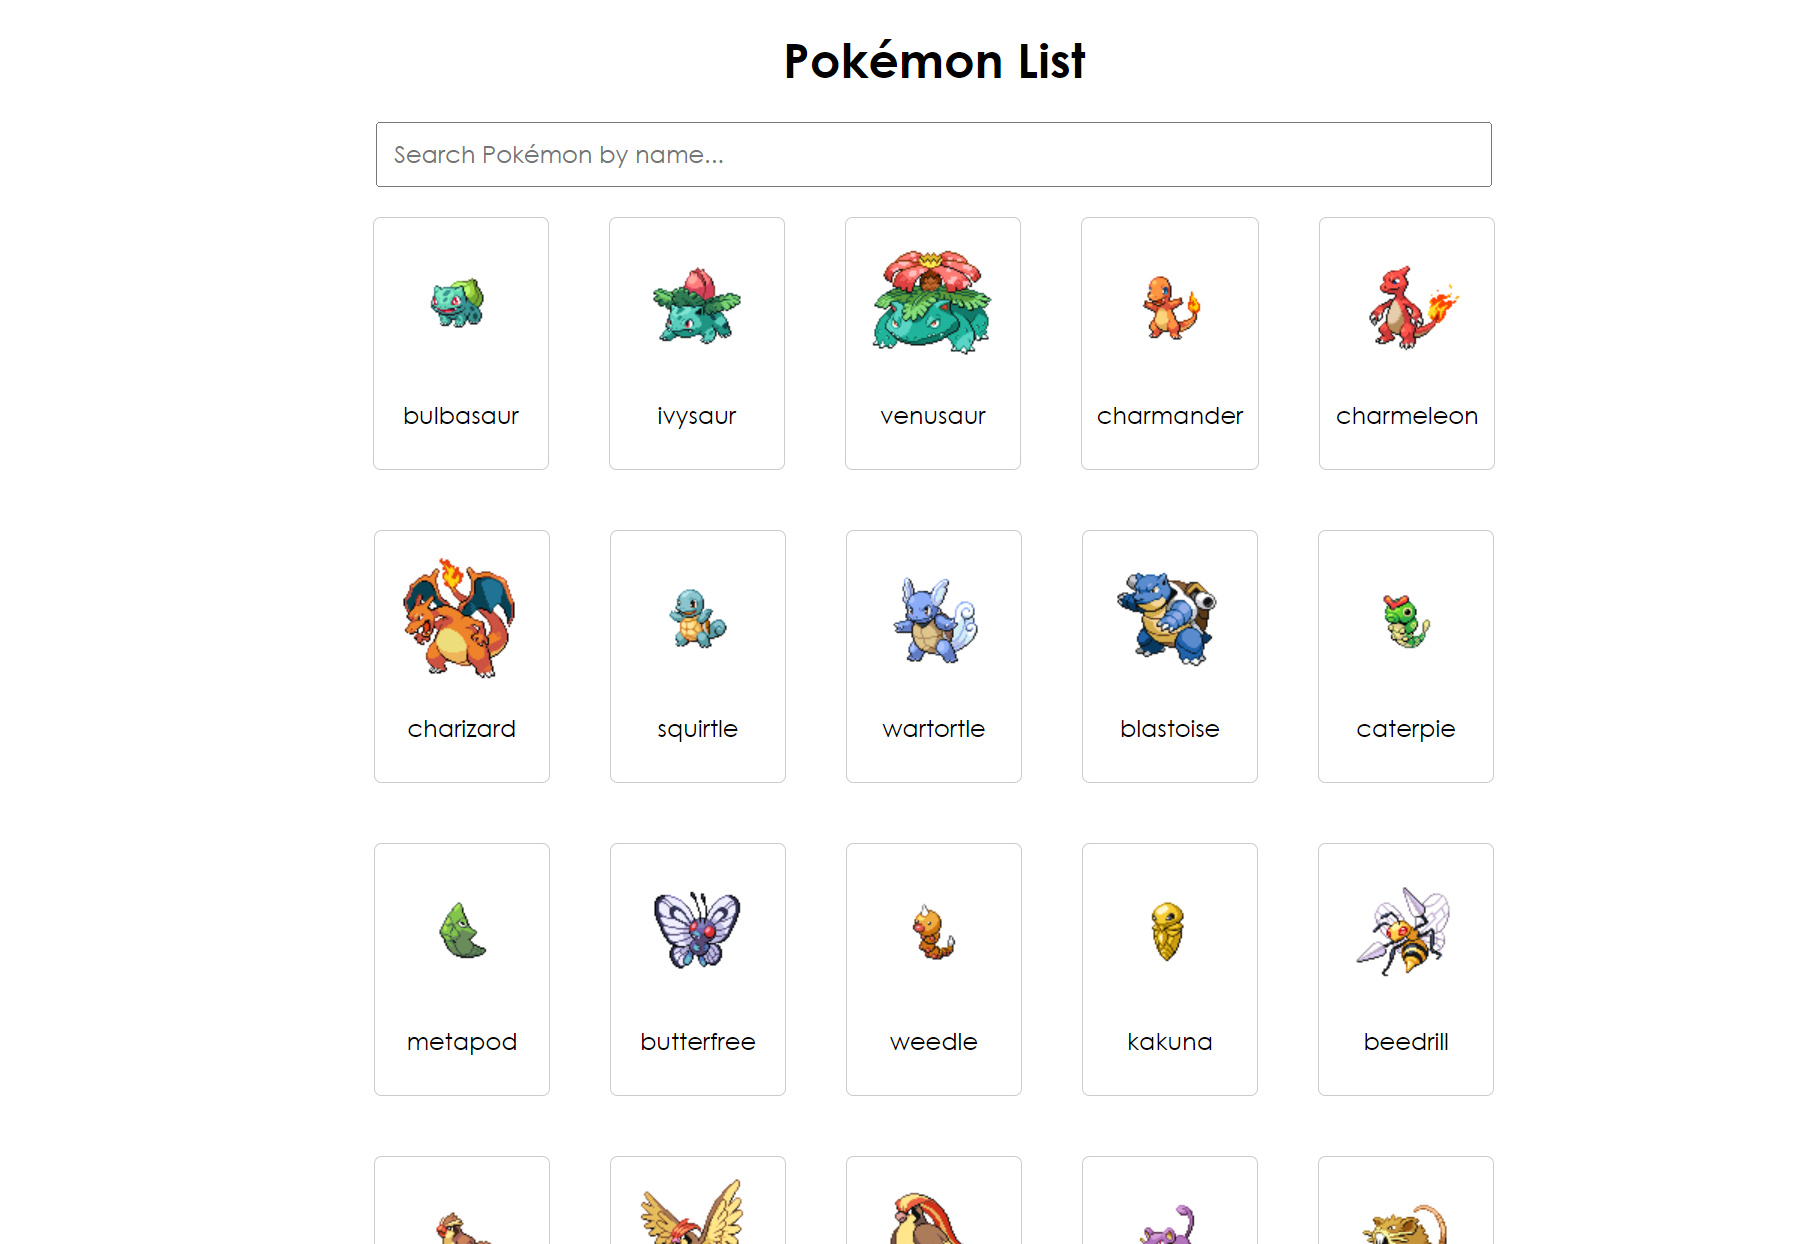 Pokémon List
Search Pokémon by name...
bulbasaur
ivysaur
venusaur
charmander
charmeleon
charizard
squirtle
wartortle
blastoise
caterpie
metapod
butterfree
weedle
kakuna
beedrill